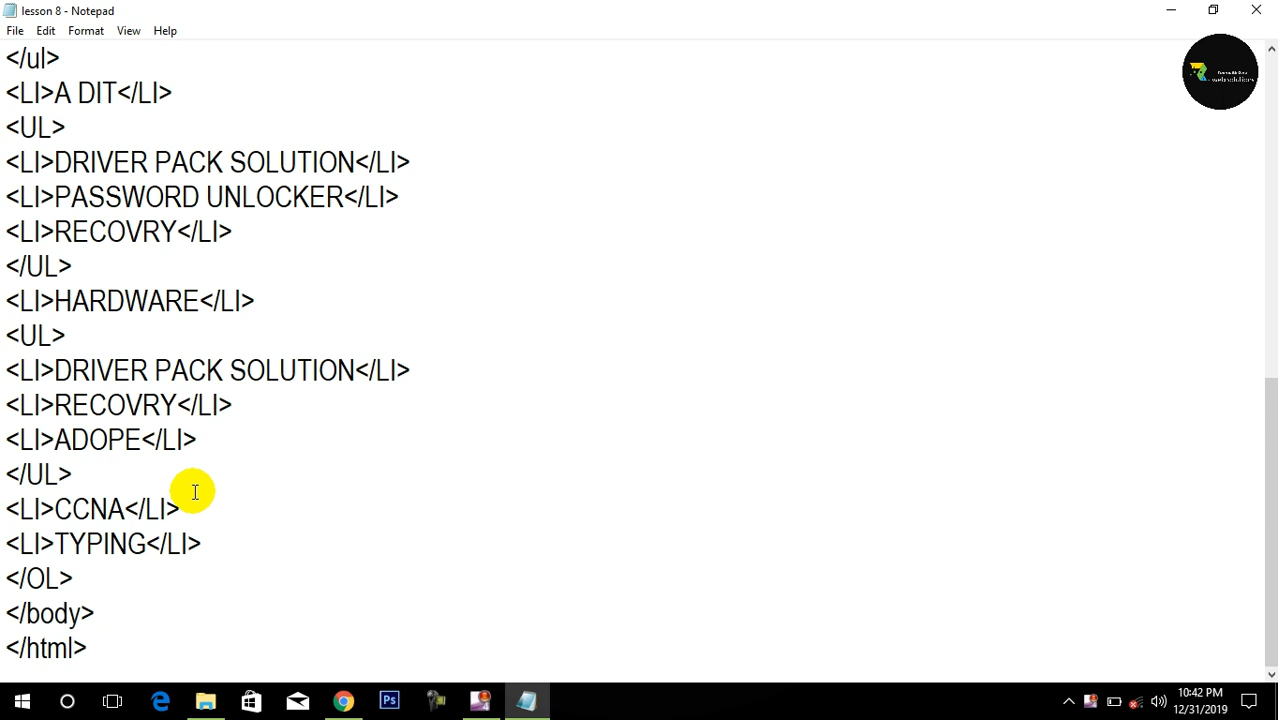 lesson 8 - Notepad
File Edit Format View Help
</ul>
<LI>A DIT</LI>
<UL>
<LI>DRIVER PACK SOLUTION</LI>
<LI>PASSWORD UNLOCKER</LI>
<LI>RECOVRY</LI>
</UL>
<LI>HARDWARE</LI>
<UL>
<LI>DRIVER PACK SOLUTION</LI>
<LI>RECOVRY</LI>
<LI>ADOPE</LI>
</UL>
<LI>CCNA</LI>
<LI>TYPING</LI>
</OL>
</body>
</html>
Ps
10:42 PM
12/31/2019